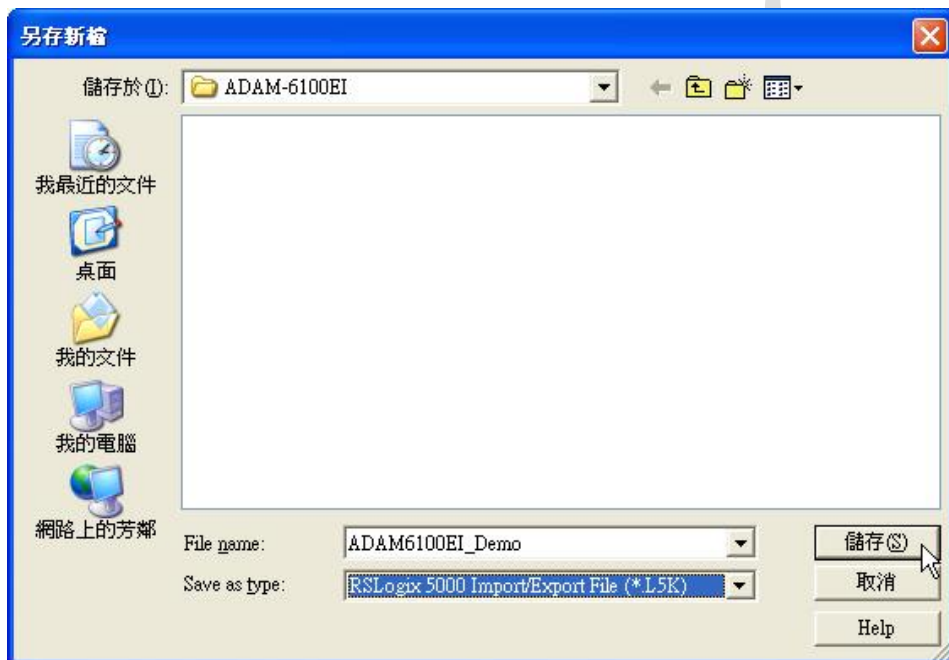 另存新檔
儲存於(I): ADAM-6100EI
我最近的文件
桌面
我的文件
我的電腦
網路上的芳鄰
File name: ADAM6100EI_Demo 儲存(S)
Save as type: RSLogix 5000 Import/Export File (*.L5K) 取消
Help